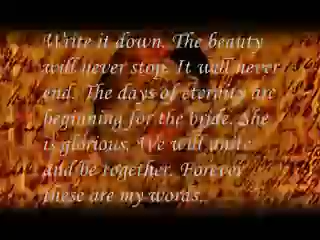 Write it down. The beauty
will never stop. It will never
end. The days of eternity are
beginning for the bride. She
is glorious. We will unite
and be together. Forever
these are my words..